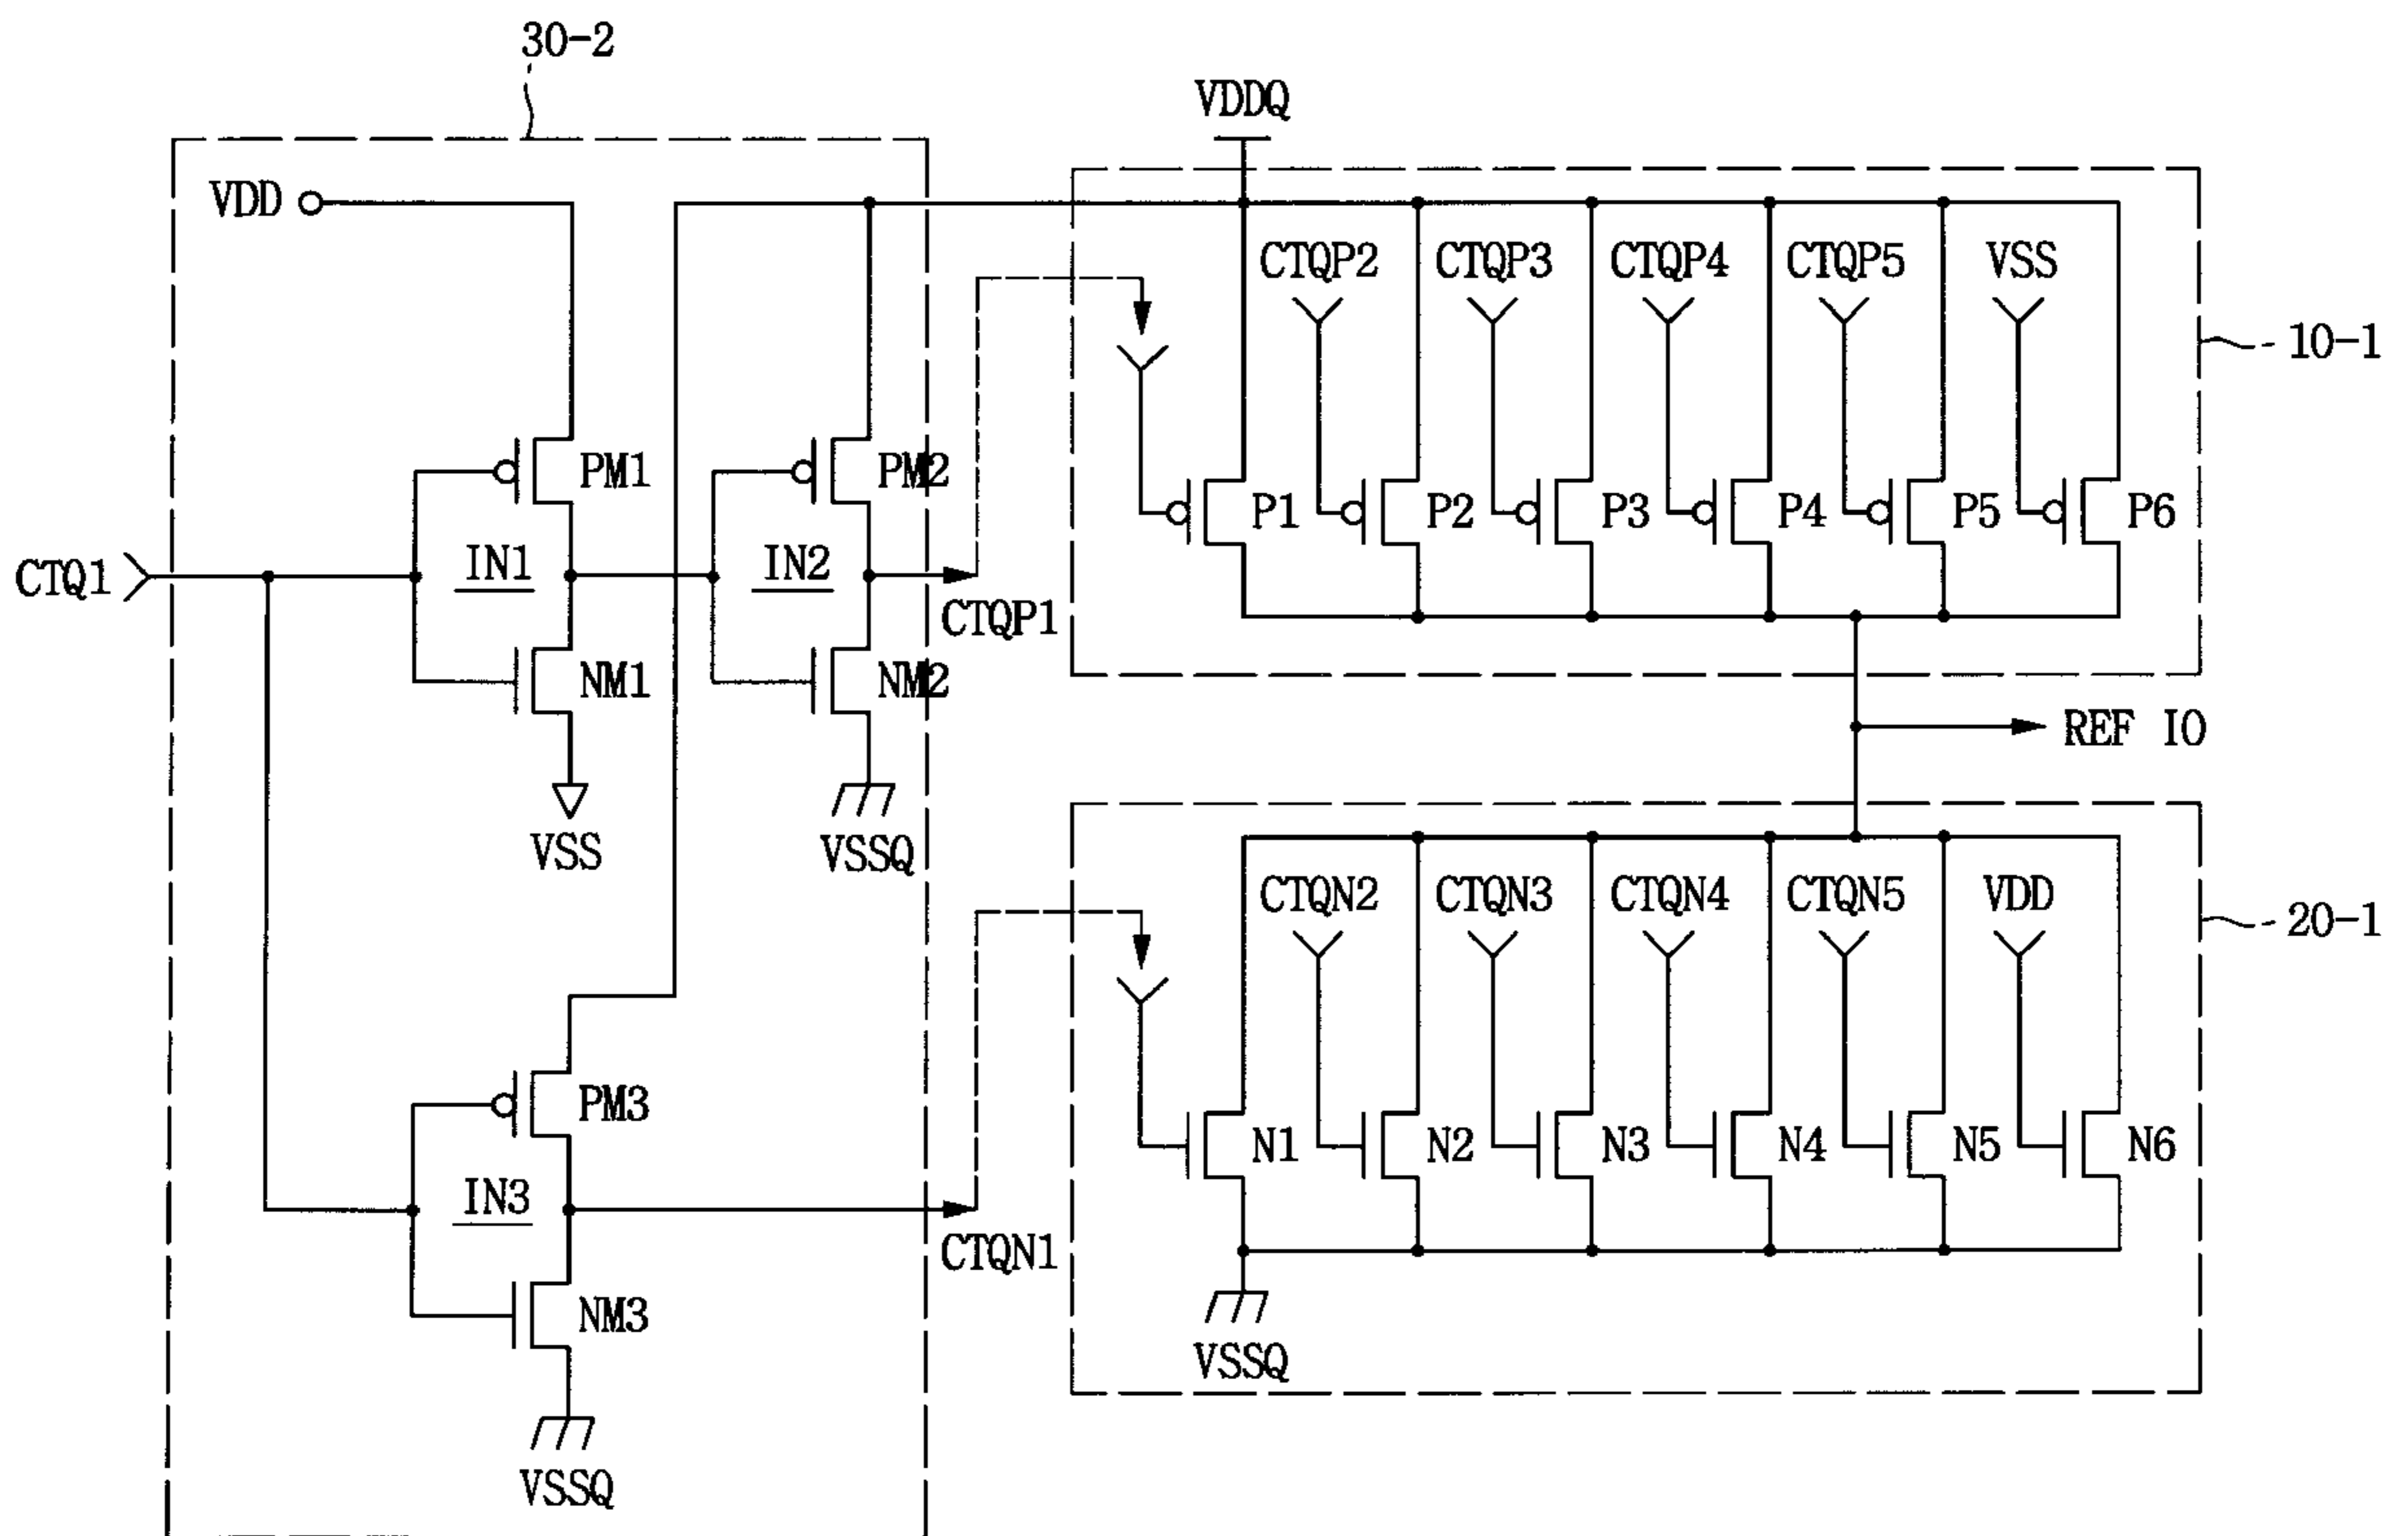 30-2
VDDQ
VDD
CTQP2 CTQP3 CTQP4 CTQP5 VSS
10-1
PM1 PM2
P1 P2 P3 P4 P5 P6
CTQ1
IN1 IN2
CTQP1
NM1 NM2
REF IO
VSS VSSQ
CTQN2 CTQN3 CTQN4 CTQN5 VDD
20-1
PM3
N1 N2 N3 N4 N5 N6
IN3
CTQN1
NM3
VSSQ
VSSQ